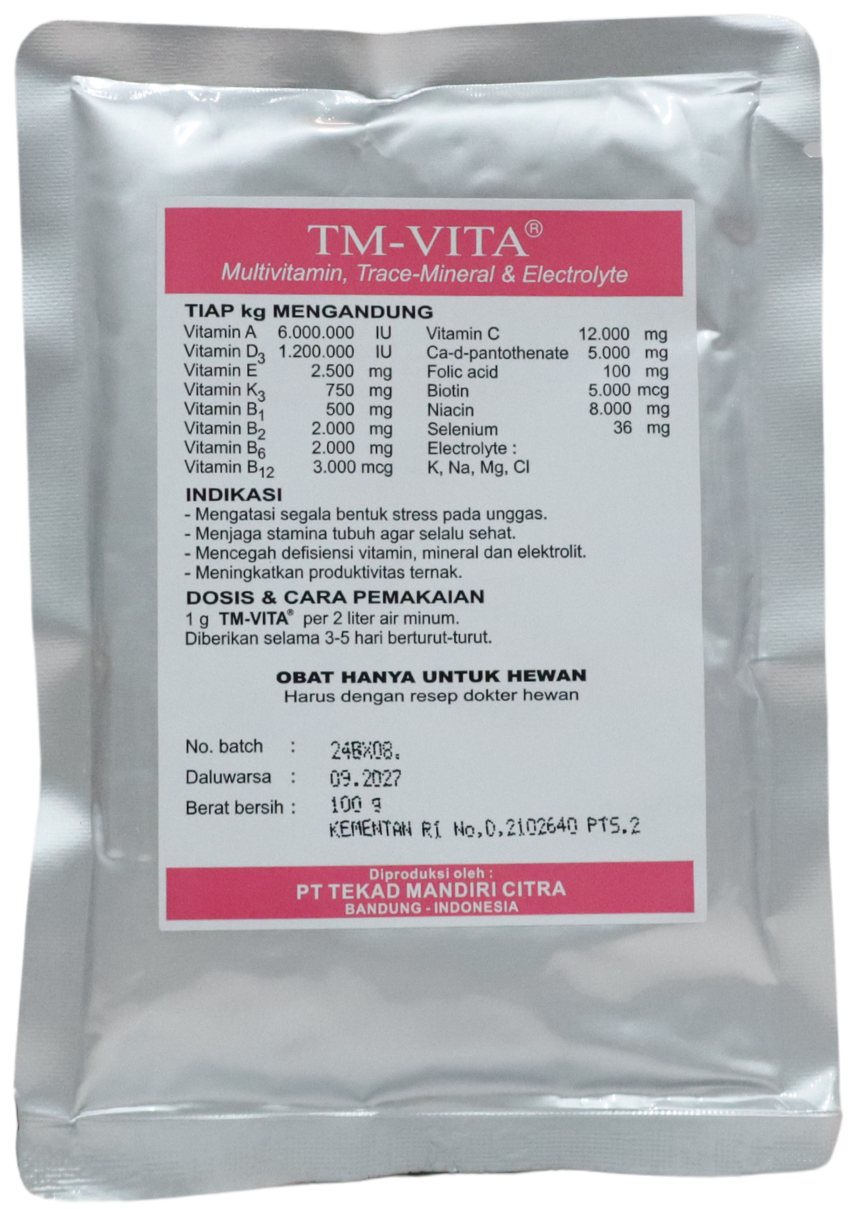 TM-VITA®
Multivitamin, Trace-Mineral & Electrolyte
TIAP kg MENGANDUNG
Vitamin A 6.000.000 IU
Vitamin D3 1.200.000 IU
Vitamin E 2.500 mg
Vitamin K3 750 mg
Vitamin B1 500 mg
Vitamin B2 2.000 mg
Vitamin B6 2.000 mg
Vitamin B12 3.000 mcg
Vitamin C 12.000 mg
Ca-d-pantothenate 5.000 mg
Folic acid 100 mg
Biotin 5.000 mcg
Niacin 8.000 mg
Selenium 36 mg
Electrolyte :
K, Na, Mg, Cl
INDIKASI
- Mengatasi segala bentuk stress pada unggas.
- Menjaga stamina tubuh agar selalu sehat.
- Mencegah defisiensi vitamin, mineral dan elektrolit.
- Meningkatkan produktivitas ternak.
DOSIS & CARA PEMAKAIAN
1 g TM-VITA® per 2 liter air minum.
Diberikan selama 3-5 hari berturut-turut.
OBAT HANYA UNTUK HEWAN
Harus dengan resep dokter hewan
No. batch : 24BX08.
Daluwarsa : 09.2027
Berat bersih : 100 g
KEMENTAN RI No,D,2102640 PTS.2
Diproduksi oleh :
PT TEKAD MANDIRI CITRA
BANDUNG - INDONESIA